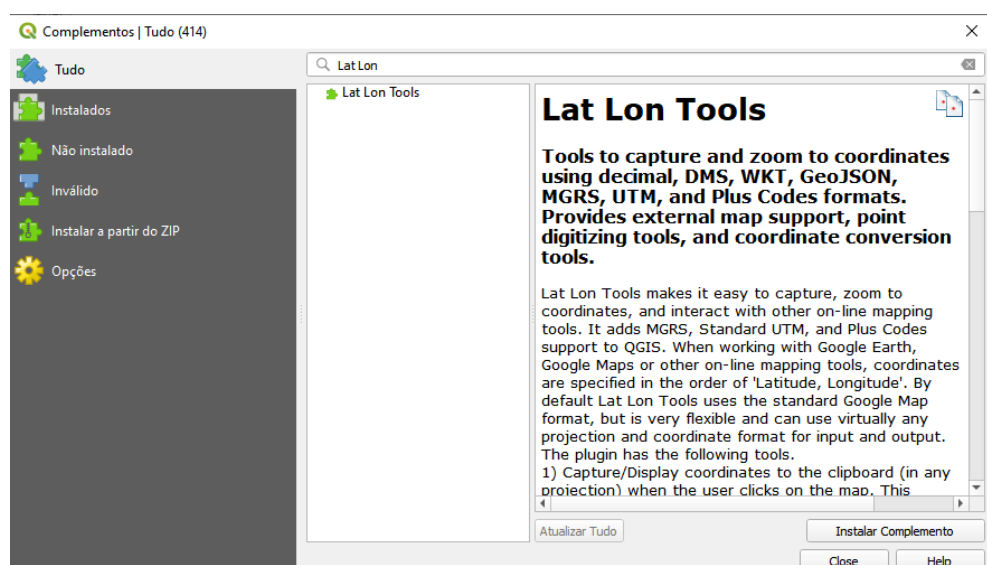 Complementos | Tudo (414)
Tudo
Instalados
Não instalado
Inválido
Instalar a partir do ZIP
Opções
Lat Lon
Lat Lon Tools
Lat Lon Tools
Tools to capture and zoom to coordinates
using decimal, DMS, WKT, GeoJSON,
MGRS, UTM, and Plus Codes formats.
Provides external map support, point
digitizing tools, and coordinate conversion
tools.
Lat Lon Tools makes it easy to capture, zoom to
coordinates, and interact with other on-line mapping
tools. It adds MGRS, Standard UTM, and Plus Codes
support to QGIS. When working with Google Earth,
Google Maps or other on-line mapping tools, coordinates
are specified in the order of 'Latitude, Longitude'. By
default Lat Lon Tools uses the standard Google Map
format, but is very flexible and can use virtually any
projection and coordinate format for input and output.
The plugin has the following tools.
1) Capture/Display coordinates to the clipboard (in any
projection) when the user clicks on the map. This
Atualizar Tudo
Instalar Complemento
Close
Help